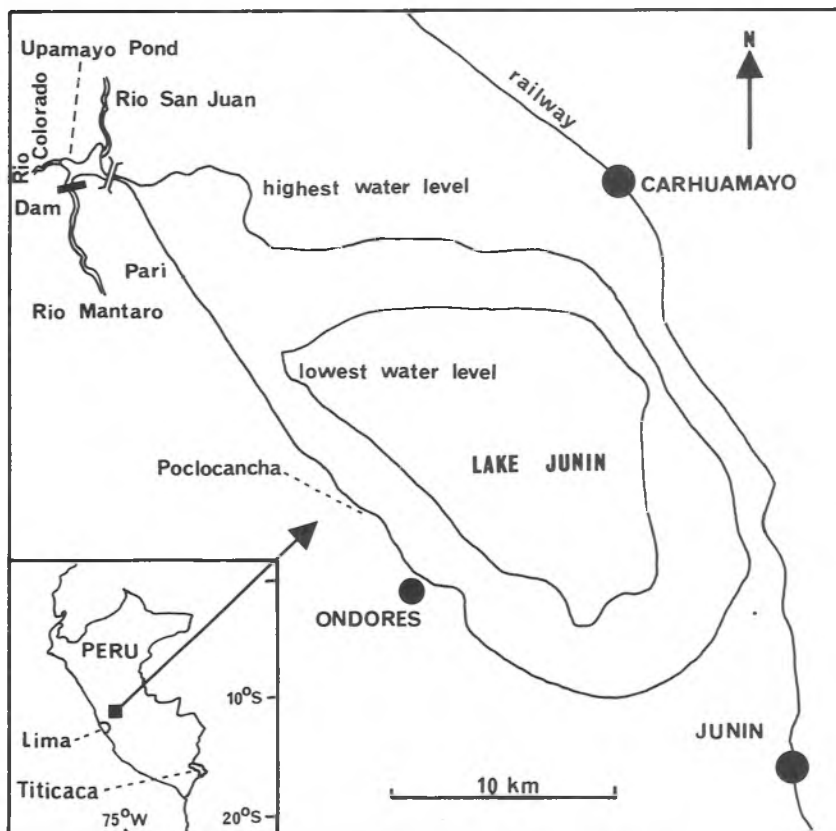 Upamayo Pond
Rio San Juan
Rio Colorado
Dam
Pari
Rio Mantaro
highest water level
railway
N
CARHUAMAYO
lowest water level
LAKE JUNIN
Poclocancha
ONDORES
JUNIN
10 km
PERU
10°S
Lima
Titicaca
75°W
20°S